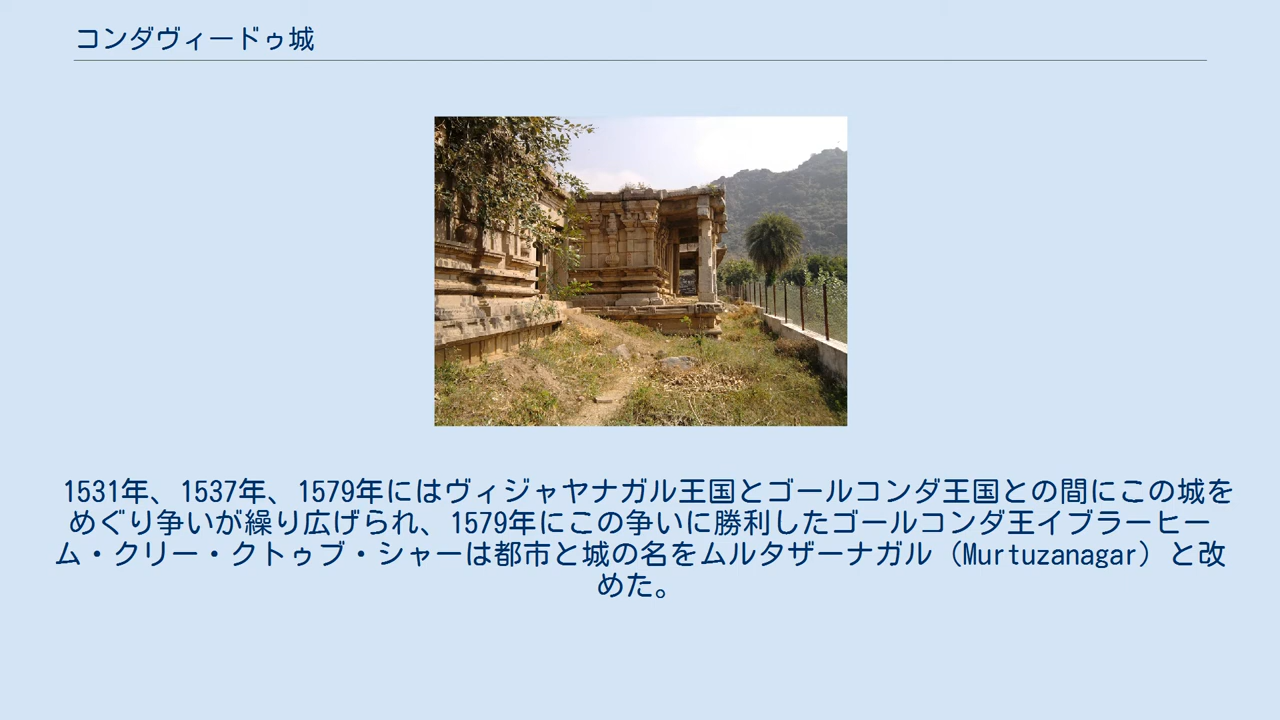 コンダヴィードゥ城
1531年、1537年、1579年にはヴィジャヤナガル王国とゴールコンダ王国との間にこの城を
めぐり争いが繰り広げられ、1579年にこの争いに勝利したゴールコンダ王イブラーヒー
ム・クリー・クトゥブ・シャーは都市と城の名をムルタザーナガル（Murtuzanagar）と改
めた。